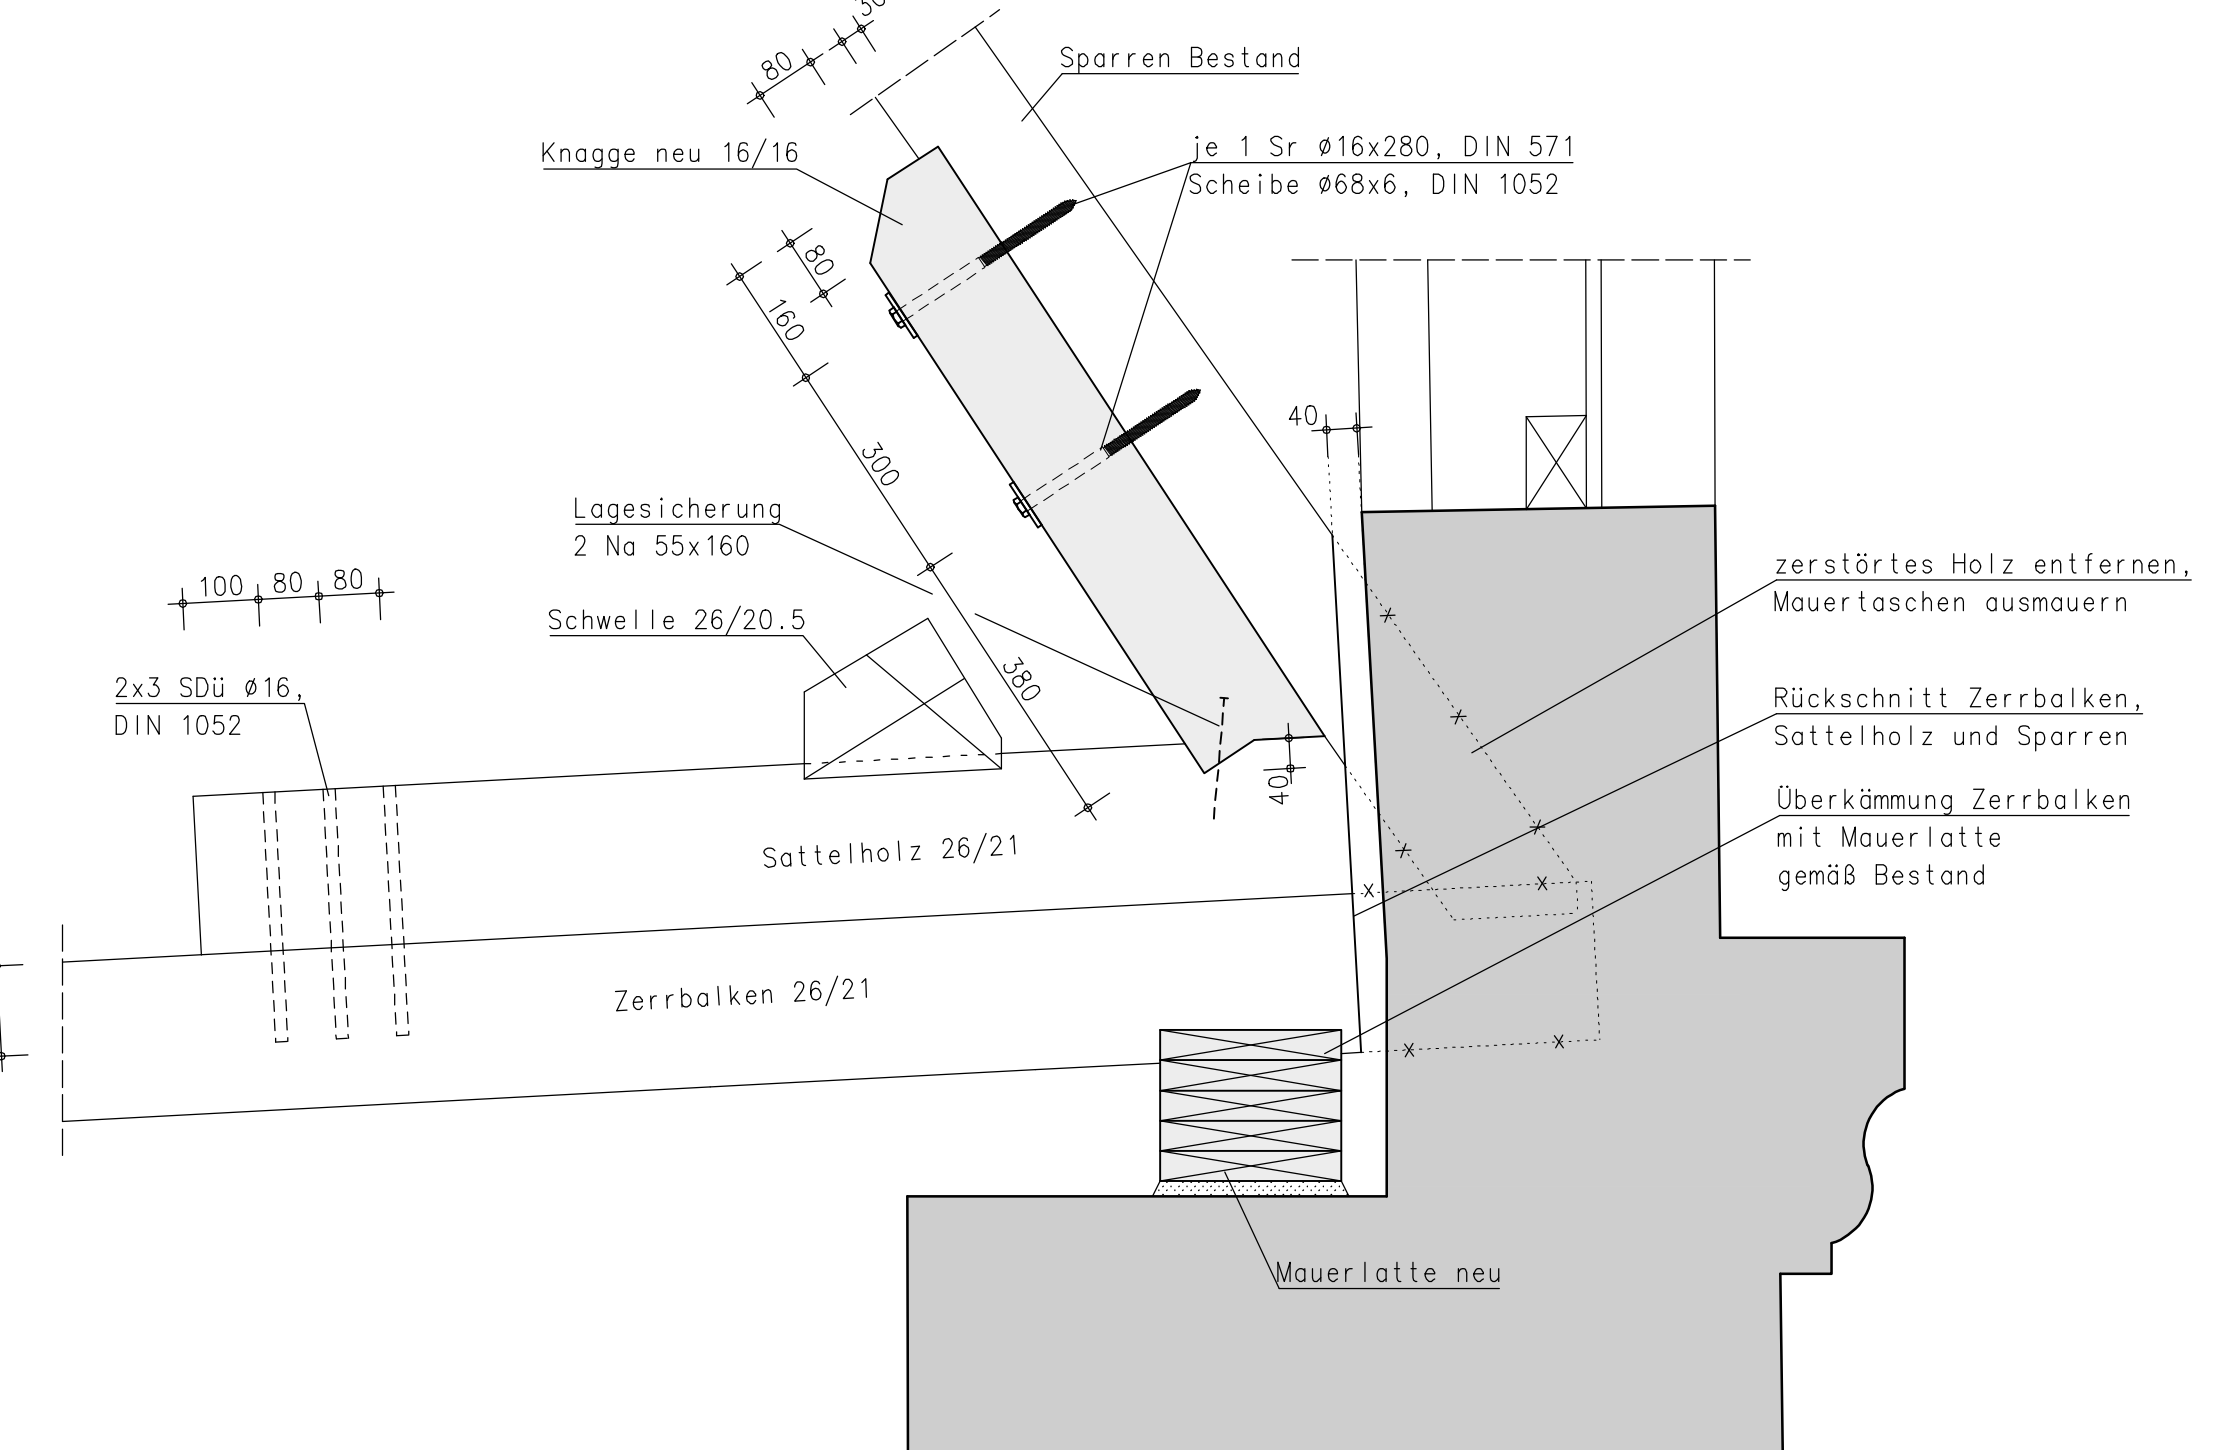 30
80
Sparren Bestand
Knagge neu 16/16
je 1 Sr ø16x280, DIN 571
Scheibe ø68x6, DIN 1052
80
160
40
300
Lagesicherung
2 Na 55x160
zerstörtes Holz entfernen,
Mauertaschen ausmauern
100 80 80
Schwelle 26/20.5
380
2x3 SDü ø16,
DIN 1052
Rückschnitt Zerrbalken,
Sattelholz und Sparren
40
Überkämmung Zerrbalken
mit Mauerlatte
gemäß Bestand
Sattelholz 26/21
Zerrbalken 26/21
Mauerlatte neu